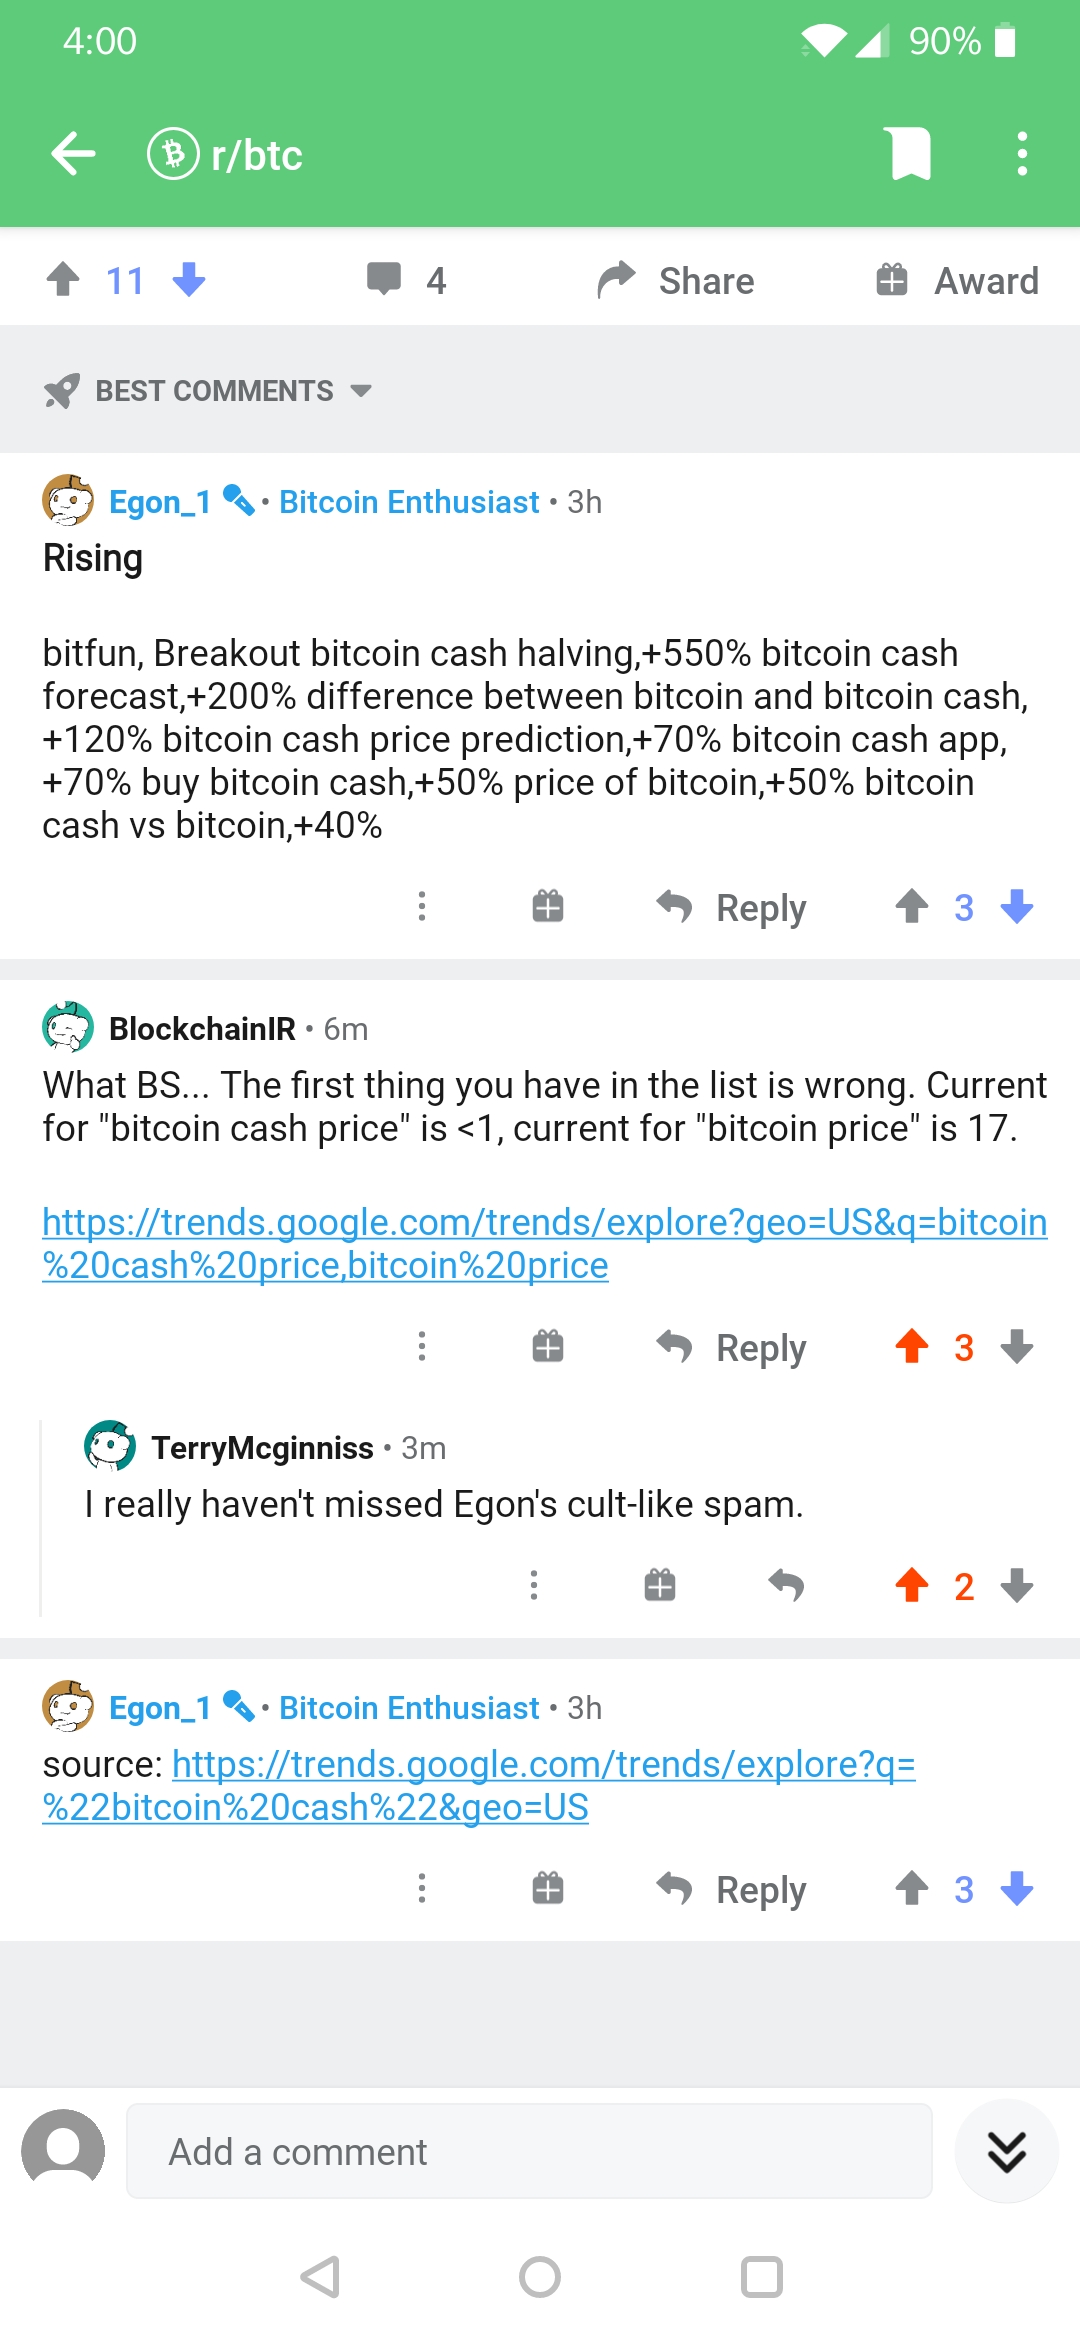 4:00 90%
r/btc
11 4 Share Award
BEST COMMENTS
Egon_1 • Bitcoin Enthusiast • 3h
Rising
bitfun, Breakout bitcoin cash halving,+550% bitcoin cash
forecast,+200% difference between bitcoin and bitcoin cash,
+120% bitcoin cash price prediction,+70% bitcoin cash app,
+70% buy bitcoin cash,+50% price of bitcoin,+50% bitcoin
cash vs bitcoin,+40%
Reply 3
BlockchainIR • 6m
What BS... The first thing you have in the list is wrong. Current
for "bitcoin cash price" is <1, current for "bitcoin price" is 17.
https://trends.google.com/trends/explore?geo=US&q=bitcoin
%20cash%20price,bitcoin%20price
Reply 3
TerryMcginniss • 3m
I really haven't missed Egon's cult-like spam.
2
Egon_1 • Bitcoin Enthusiast • 3h
source: https://trends.google.com/trends/explore?q=
%22bitcoin%20cash%22&geo=US
Reply 3
Add a comment